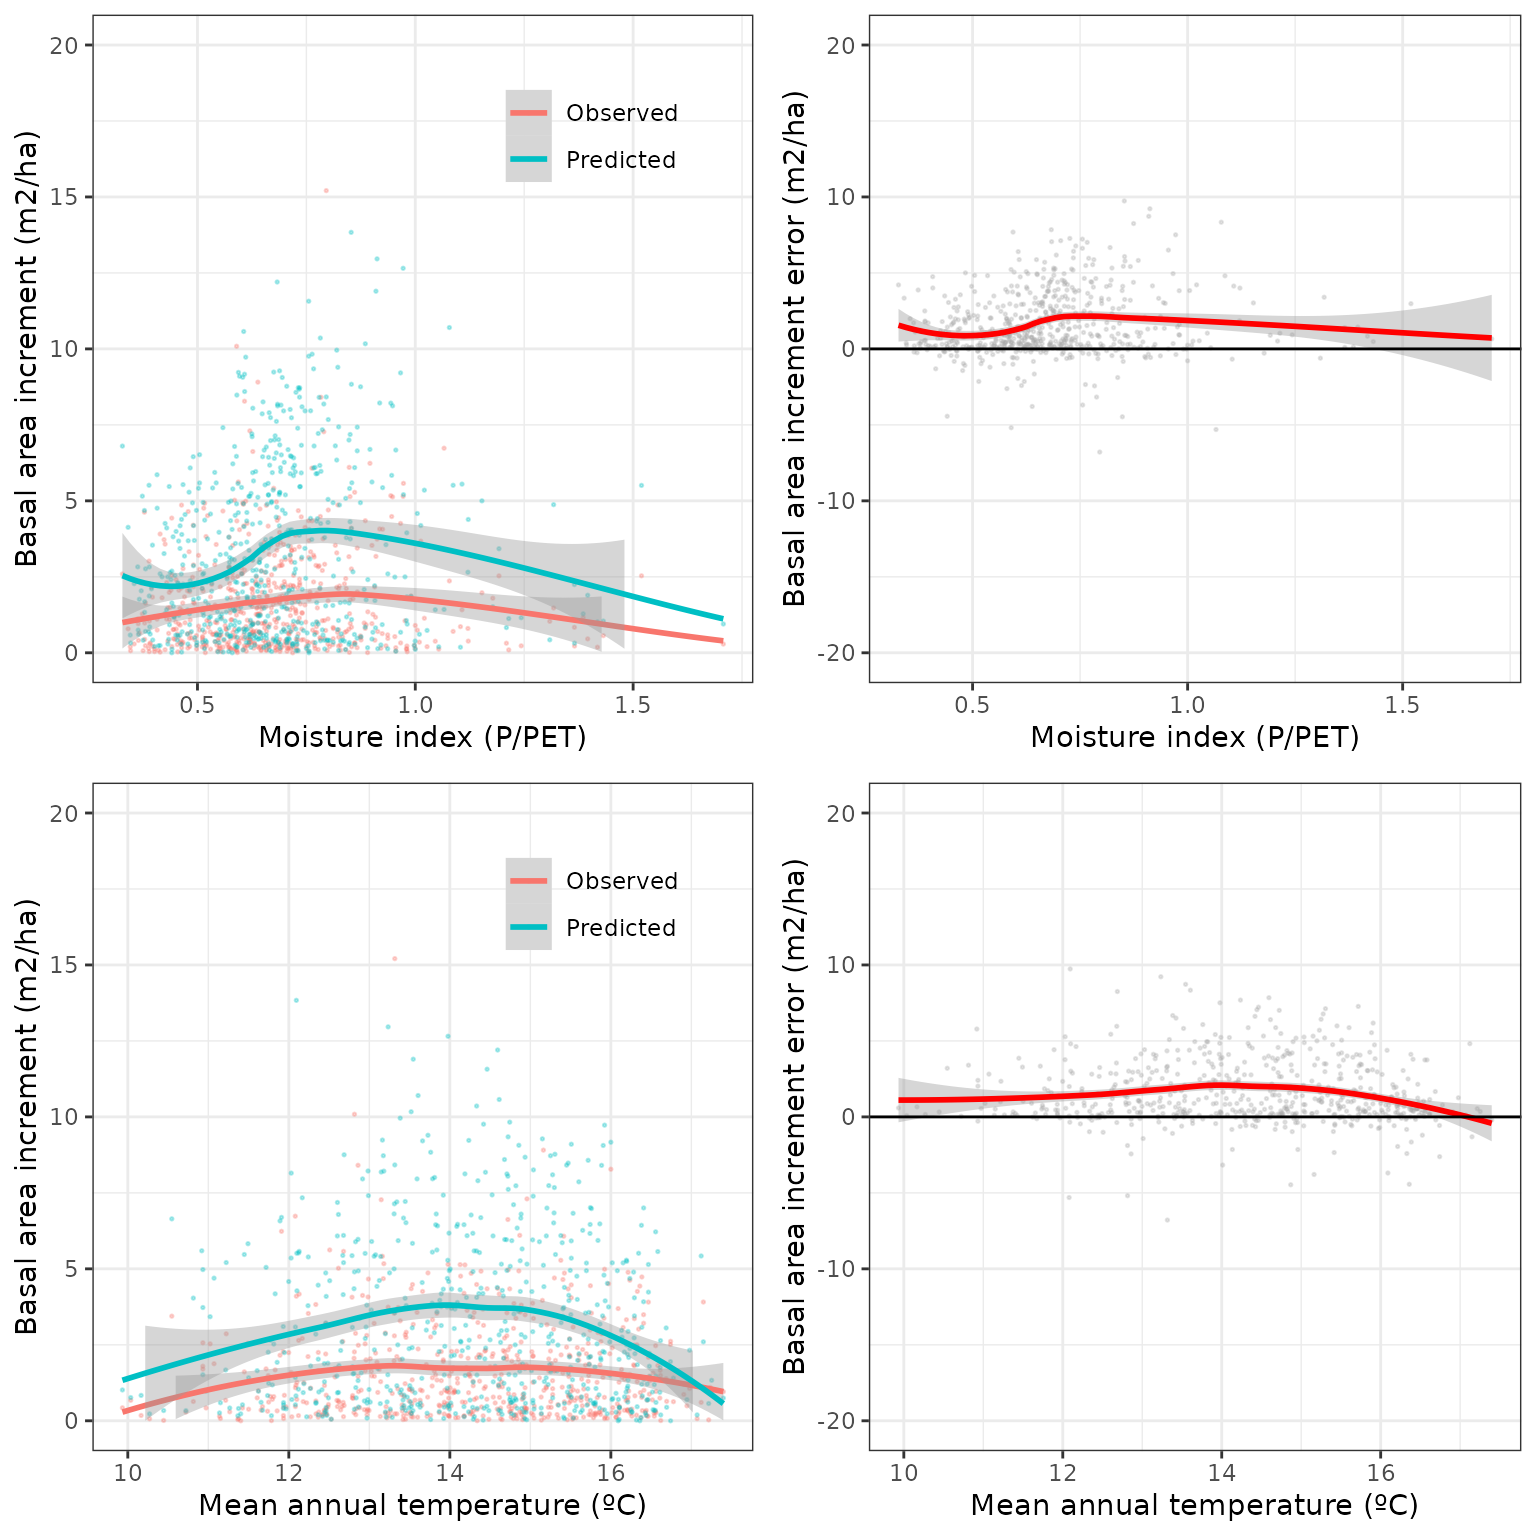 20
15
10
5
0
Basal area increment (m2/ha)
Observed
Predicted
0.5
1.0
1.5
Moisture index (P/PET)
20
10
0
-10
-20
Basal area increment error (m2/ha)
0.5
1.0
1.5
Moisture index (P/PET)
20
15
10
5
0
Basal area increment (m2/ha)
Observed
Predicted
10
12
14
16
Mean annual temperature (ºC)
20
10
0
-10
-20
Basal area increment error (m2/ha)
10
12
14
16
Mean annual temperature (ºC)